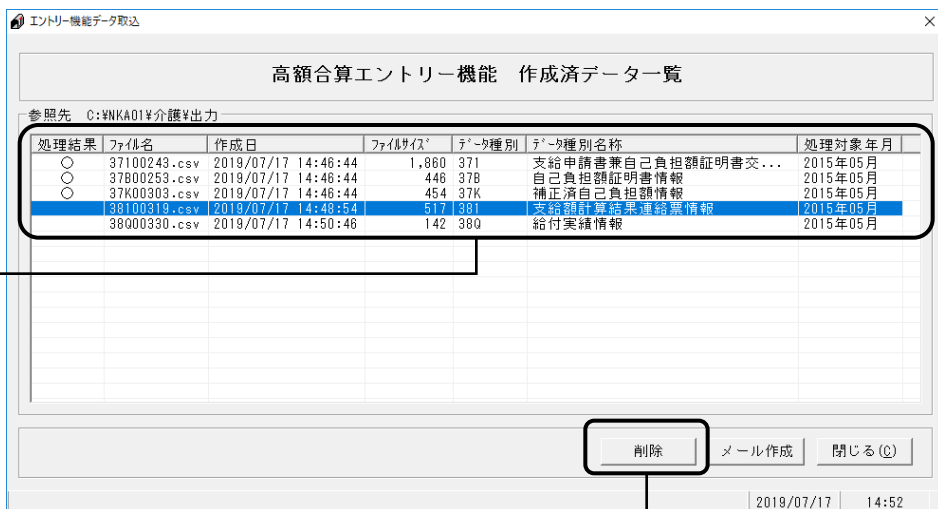 エントリー機能データ取込
高額合算エントリー機能 作成済データ一覧
参照先 C:¥NKA01¥介護¥出力
処理結果 ファイル名 作成日 ファイルサイズ データ種別 データ種別名称 処理対象年月
○ 37100243.csv 2019/07/17 14:46:44 1,860 371 支給申請書兼自己負担額証明書交... 2015年05月
○ 37B00253.csv 2019/07/17 14:46:44 446 37B 自己負担額証明書情報 2015年05月
○ 37K00303.csv 2019/07/17 14:46:44 454 37K 補正済自己負担額情報 2015年05月
38100319.csv 2019/07/17 14:48:54 517 381 支給額計算結果連絡票情報 2015年05月
38Q00330.csv 2019/07/17 14:50:46 142 38Q 給付実績情報 2015年05月
削除 メール作成 閉じる(C)
2019/07/17 14:52